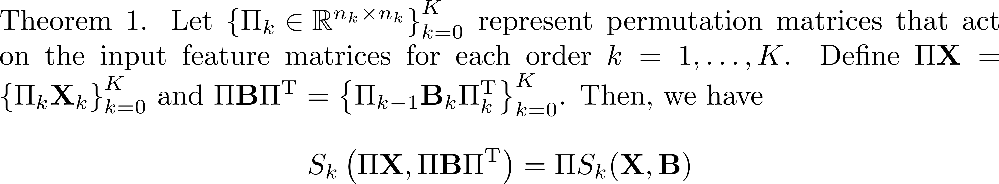 Theorem 1. Let $\{\Pi_k \in \mathbb{R}^{n_k \times n_k}\}_{k=0}^{K}$ represent permutation matrices that act
on the input feature matrices for each order $k = 1, \ldots, K$. Define $\Pi\mathbf{X} =$
$\{\Pi_k \mathbf{X}_k\}_{k=0}^{K}$ and $\Pi\mathbf{B}\Pi^{\mathrm{T}} = \left\{\Pi_{k-1}\mathbf{B}_k\Pi_k^{\mathrm{T}}\right\}_{k=0}^{K}$. Then, we have
$S_k\left(\Pi\mathbf{X}, \Pi\mathbf{B}\Pi^{\mathrm{T}}\right) = \Pi S_k(\mathbf{X}, \mathbf{B})$